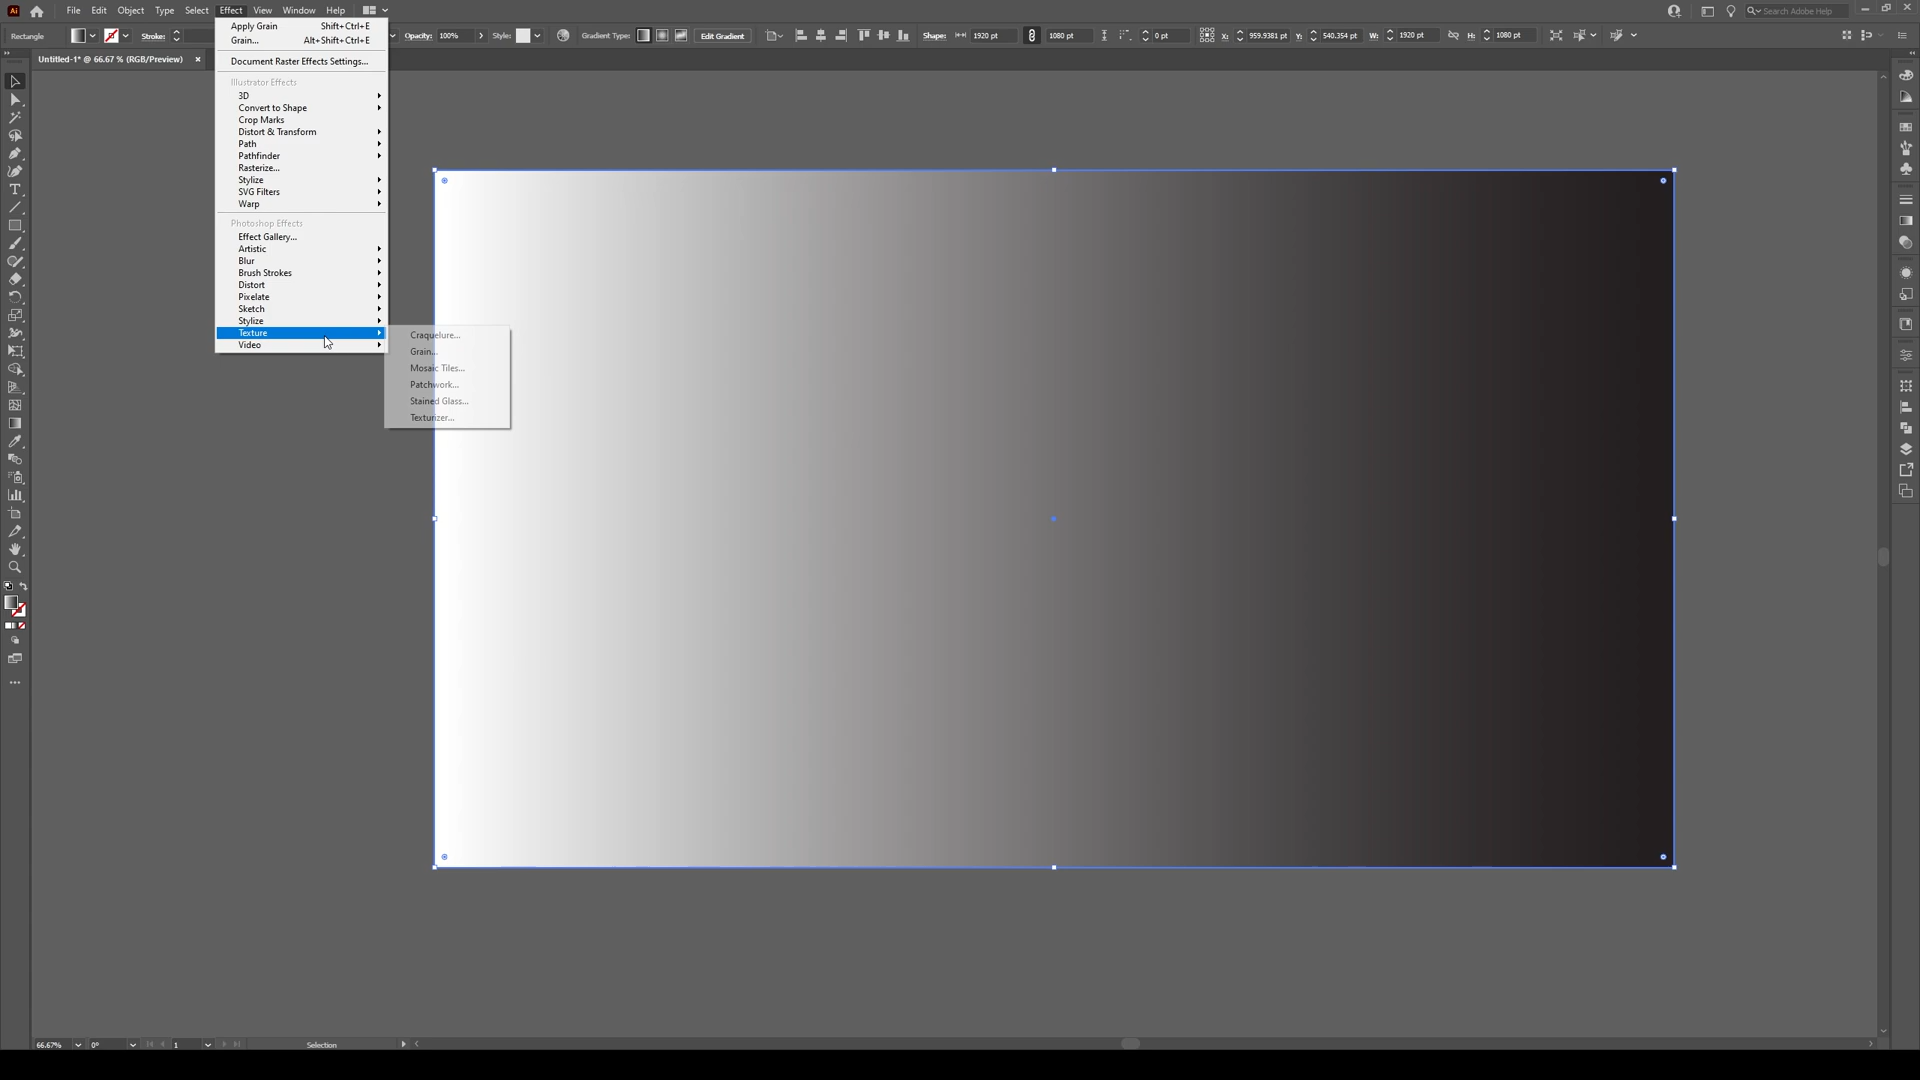 Ai File Edit Object Type Select Effect View Window Help Search Adobe Help
Rectangle Stroke: Opacity: 100% Style: Gradient Type: Edit Gradient Shape: 1920 pt 1080 pt 0 pt X: 959.9381 pt Y: 540.354 pt W: 1920 pt H: 1080 pt
Untitled-1* @ 66.67 % (RGB/Preview)
Apply Grain Shift+Ctrl+E
Grain... Alt+Shift+Ctrl+E
Document Raster Effects Settings...
Illustrator Effects
3D
Convert to Shape
Crop Marks
Distort & Transform
Path
Pathfinder
Rasterize...
Stylize
SVG Filters
Warp
Photoshop Effects
Effect Gallery...
Artistic
Blur
Brush Strokes
Distort
Pixelate
Sketch
Stylize
Texture
Video
Craquelure...
Grain...
Mosaic Tiles...
Patchwork...
Stained Glass...
Texturizer...
66.67% 0° 1 Selection